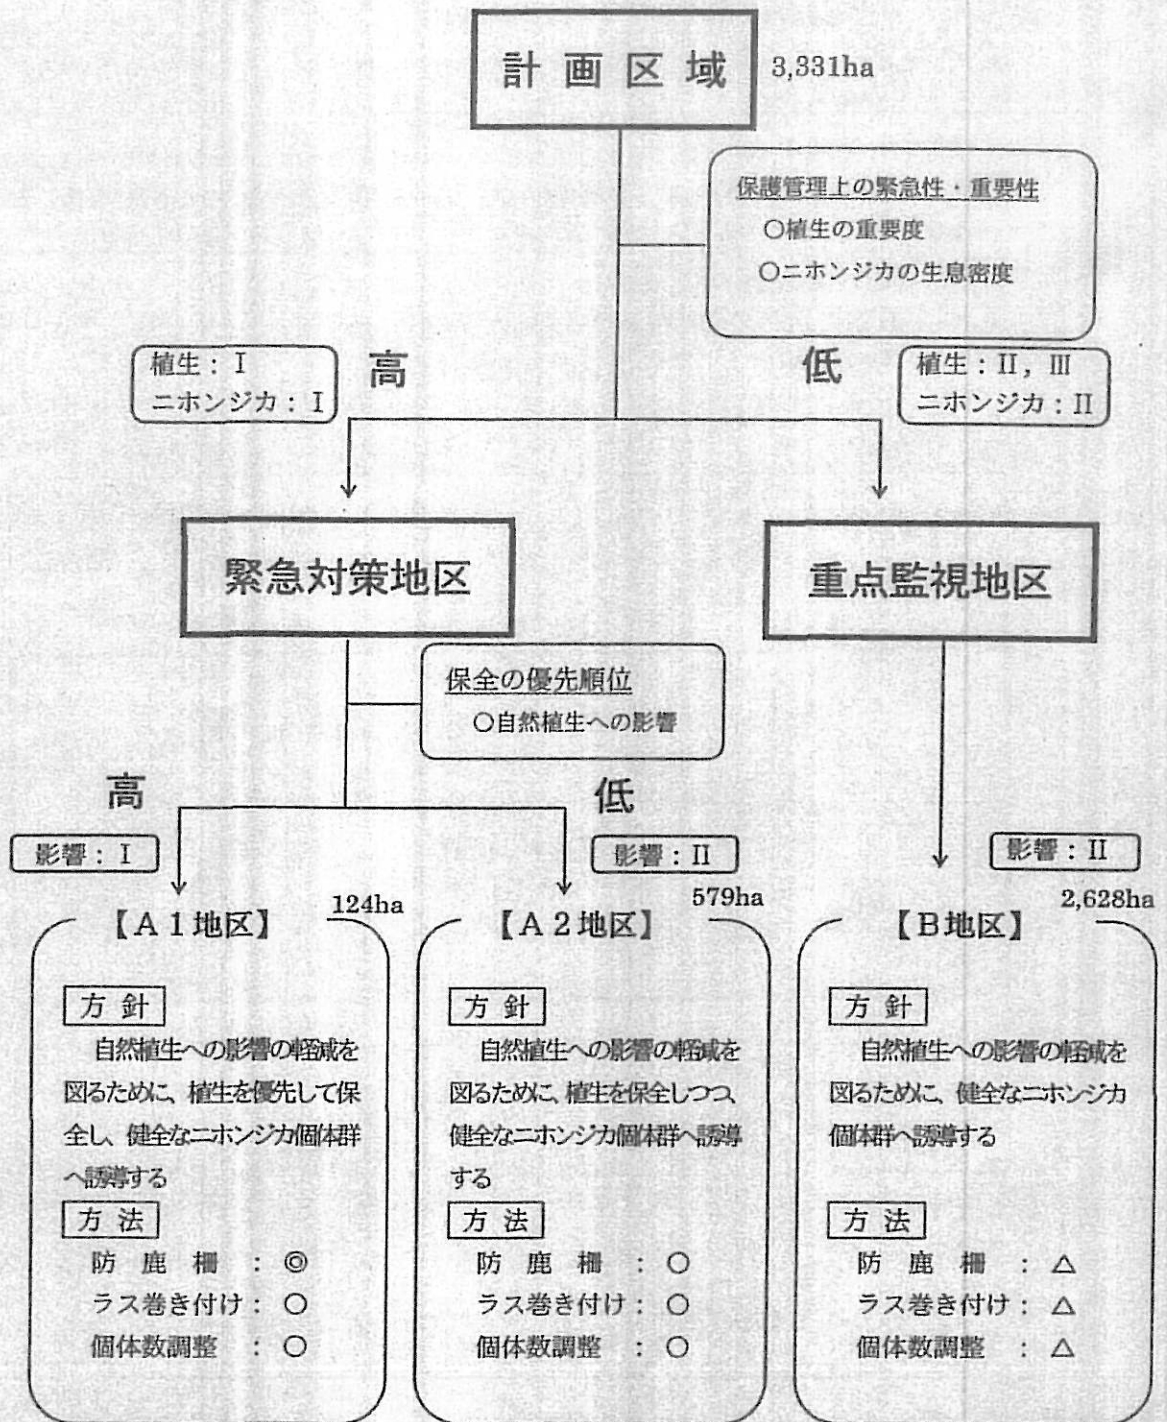 計画区域
3,331ha
保護管理上の緊急性・重要性
○植生の重要度
○ニホンジカの生息密度
植生：Ⅰ
ニホンジカ：Ⅰ
高
低
植生：Ⅱ，Ⅲ
ニホンジカ：Ⅱ
緊急対策地区
重点監視地区
保全の優先順位
○自然植生への影響
高
低
影響：Ⅰ
影響：Ⅱ
影響：Ⅱ
【A１地区】
124ha
方針
自然植生への影響の軽減を
図るために、植生を優先して保
全し、健全なニホンジカ個体群
へ誘導する
方法
防鹿柵：◎
ラス巻き付け：○
個体数調整：○
【A２地区】
579ha
方針
自然植生への影響の軽減を
図るために、植生を保全しつつ、
健全なニホンジカ個体群へ誘導
する
方法
防鹿柵：○
ラス巻き付け：○
個体数調整：○
【B地区】
2,628ha
方針
自然植生への影響の軽減を
図るために、健全なニホンジカ
個体群へ誘導する
方法
防鹿柵：△
ラス巻き付け：△
個体数調整：△